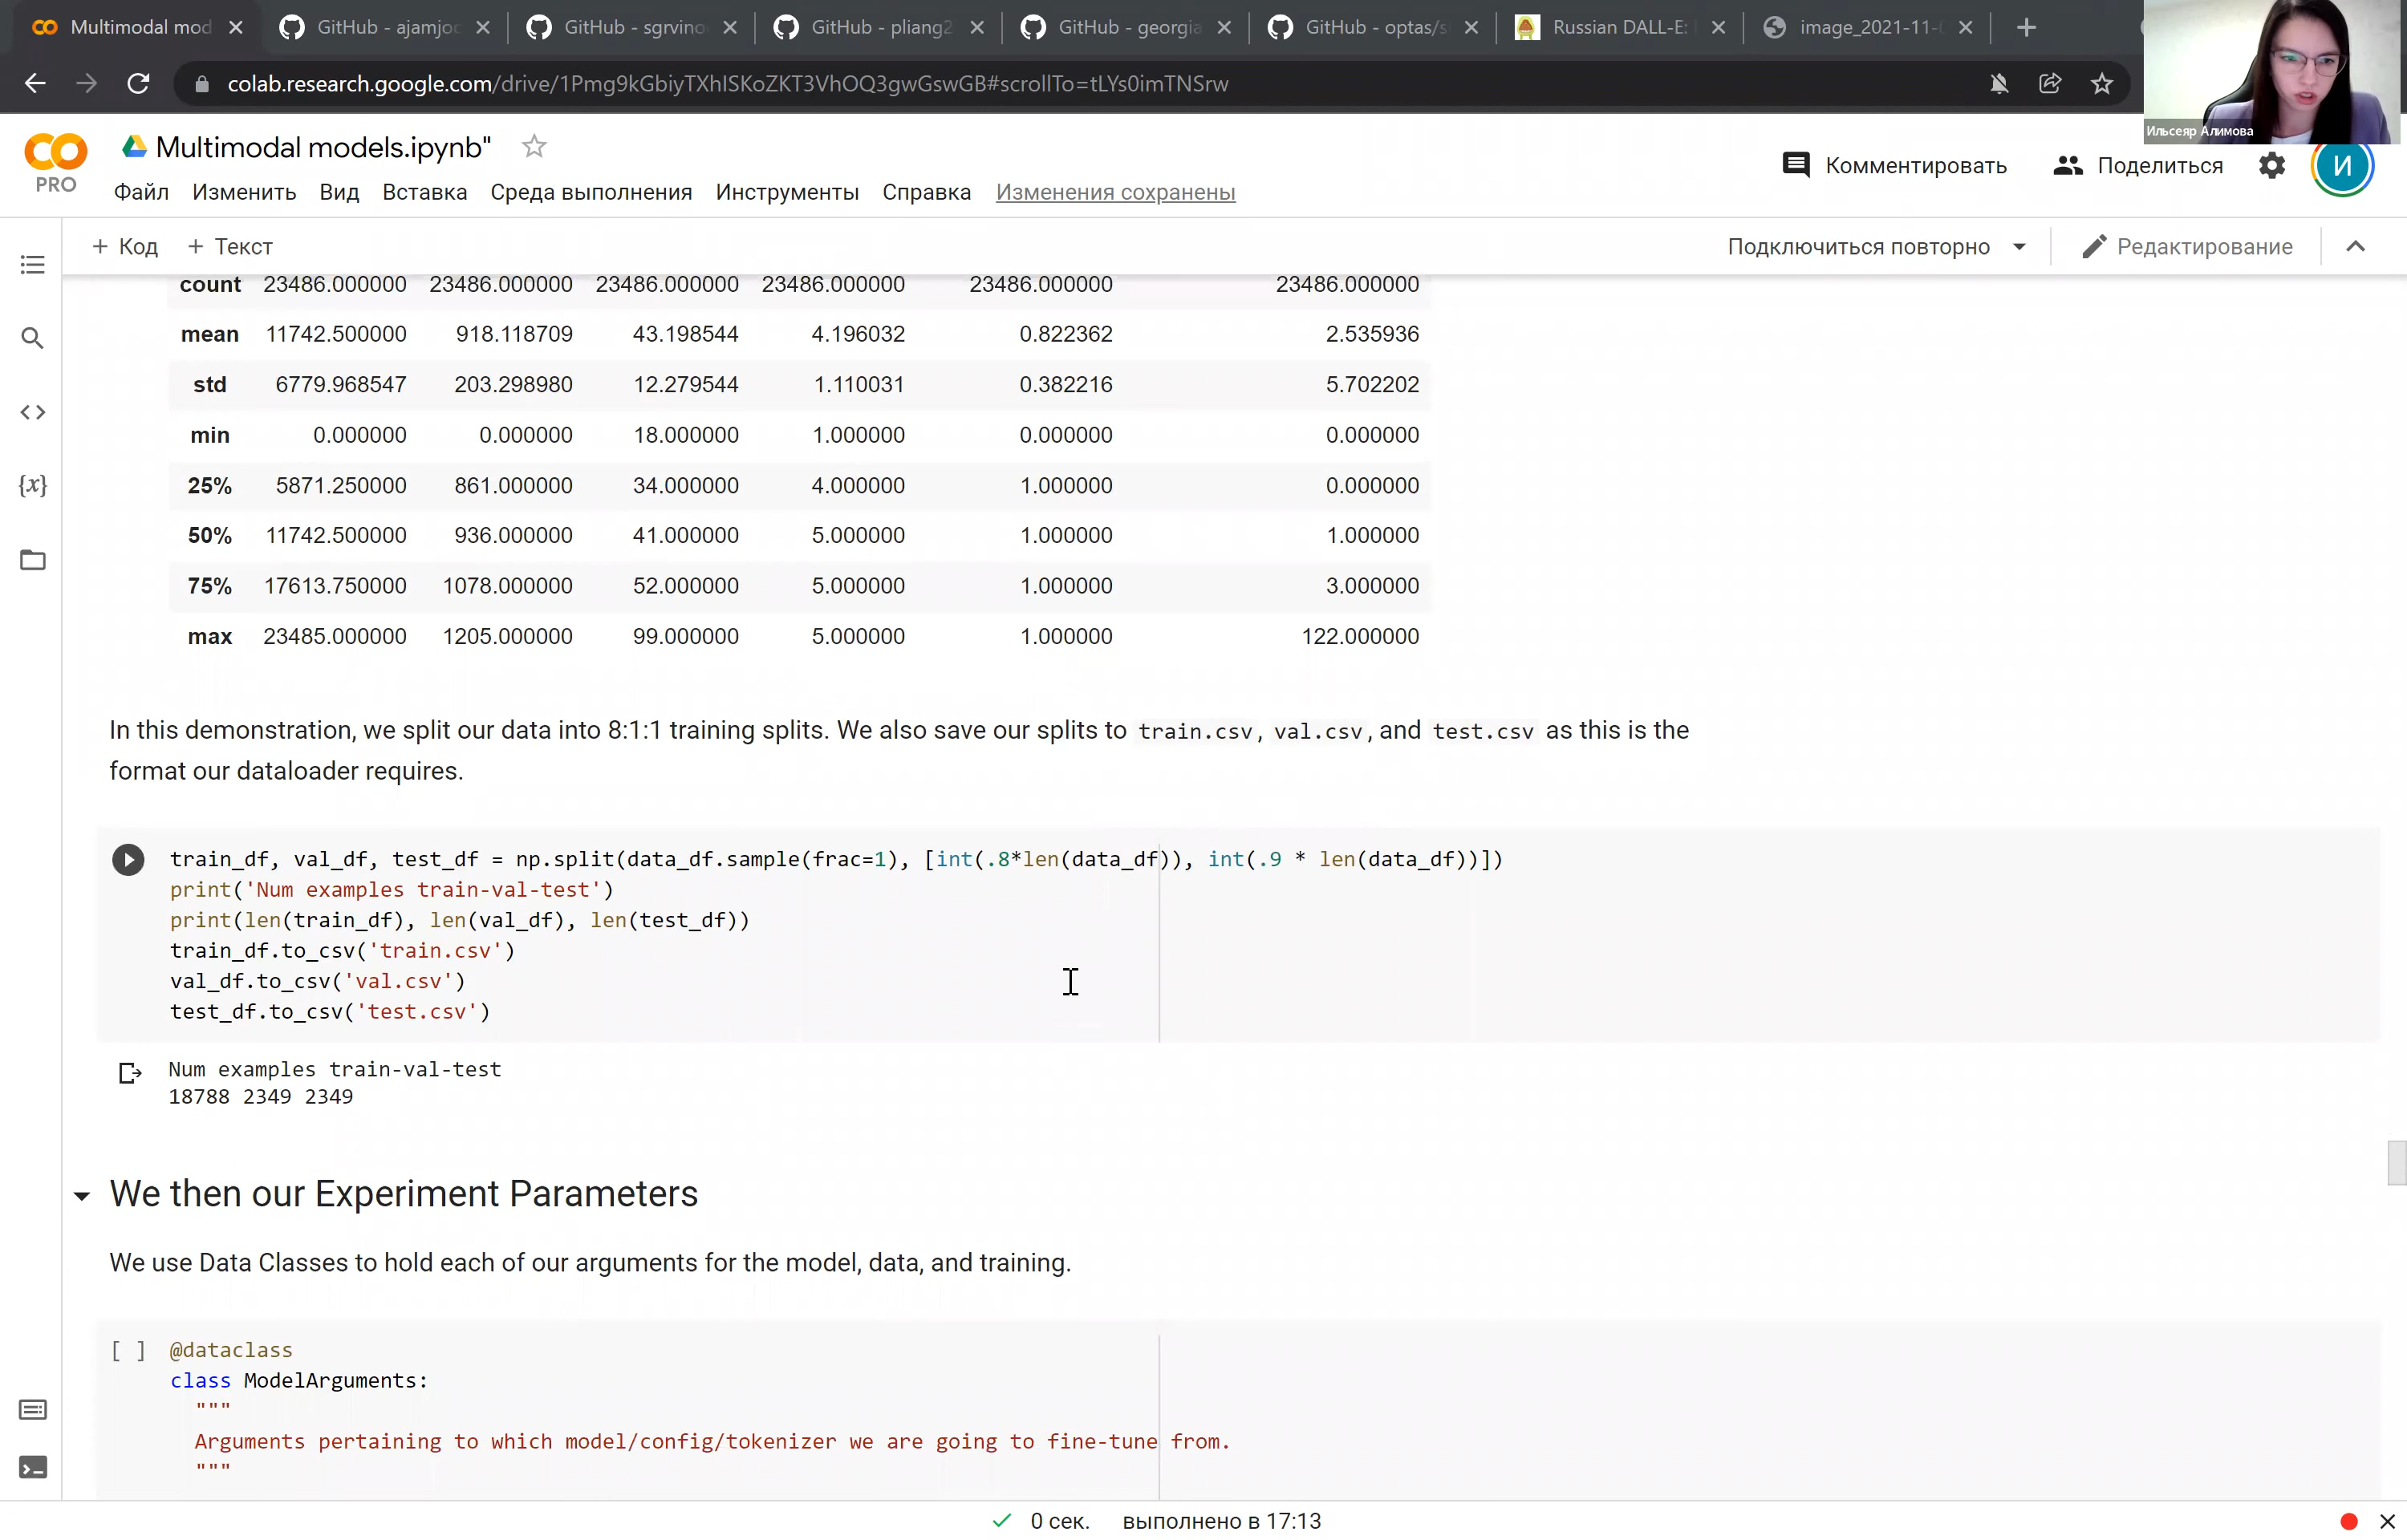 Multimodal mod
GitHub - ajamjoc
GitHub - sgrvino
GitHub - pliang2
GitHub - georgia
GitHub - optas/s
Russian DALL-E:
image_2021-11-
colab.research.google.com/drive/1Pmg9kGbiyTXhISKoZKT3VhOQ3gwGswGB#scrollTo=tLYs0imTNSrw
Ильсеяр Алимова
PRO
Multimodal models.ipynb"
Файл Изменить Вид Вставка Среда выполнения Инструменты Справка Изменения сохранены
Комментировать Поделиться И
+ Код + Текст
Подключиться повторно Редактирование
count 23486.000000 23486.000000 23486.000000 23486.000000 23486.000000 23486.000000
mean 11742.500000 918.118709 43.198544 4.196032 0.822362 2.535936
std 6779.968547 203.298980 12.279544 1.110031 0.382216 5.702202
min 0.000000 0.000000 18.000000 1.000000 0.000000 0.000000
25% 5871.250000 861.000000 34.000000 4.000000 1.000000 0.000000
50% 11742.500000 936.000000 41.000000 5.000000 1.000000 1.000000
75% 17613.750000 1078.000000 52.000000 5.000000 1.000000 3.000000
max 23485.000000 1205.000000 99.000000 5.000000 1.000000 122.000000
In this demonstration, we split our data into 8:1:1 training splits. We also save our splits to train.csv, val.csv, and test.csv as this is the
format our dataloader requires.
train_df, val_df, test_df = np.split(data_df.sample(frac=1), [int(.8*len(data_df)), int(.9 * len(data_df))])
print('Num examples train-val-test')
print(len(train_df), len(val_df), len(test_df))
train_df.to_csv('train.csv')
val_df.to_csv('val.csv')
test_df.to_csv('test.csv')
Num examples train-val-test
18788 2349 2349
We then our Experiment Parameters
We use Data Classes to hold each of our arguments for the model, data, and training.
[ ] @dataclass
class ModelArguments:
"""
Arguments pertaining to which model/config/tokenizer we are going to fine-tune from.
"""
0 сек. выполнено в 17:13